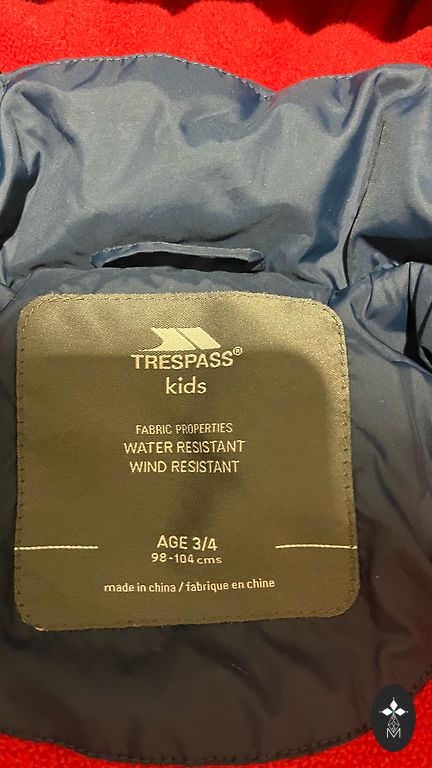 TRESPASS®
kids
FABRIC PROPERTIES
WATER RESISTANT
WIND RESISTANT
AGE 3/4
98-104 cms
made in china / fabrique en chine
M